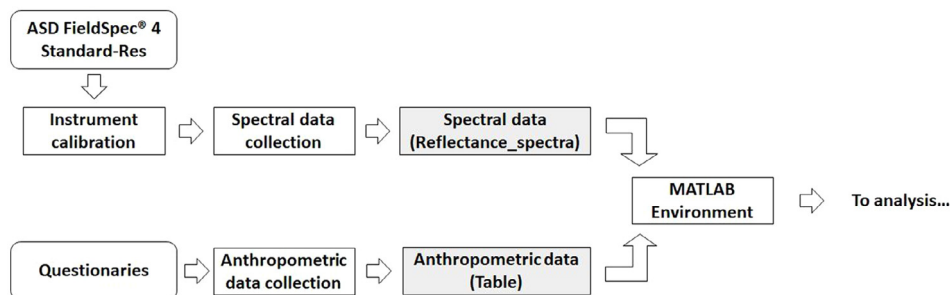 ASD FieldSpec® 4
Standard-Res
Instrument
calibration
Spectral data
collection
Spectral data
(Reflectance_spectra)
MATLAB
Environment
To analysis...
Questionaries
Anthropometric
data collection
Anthropometric data
(Table)